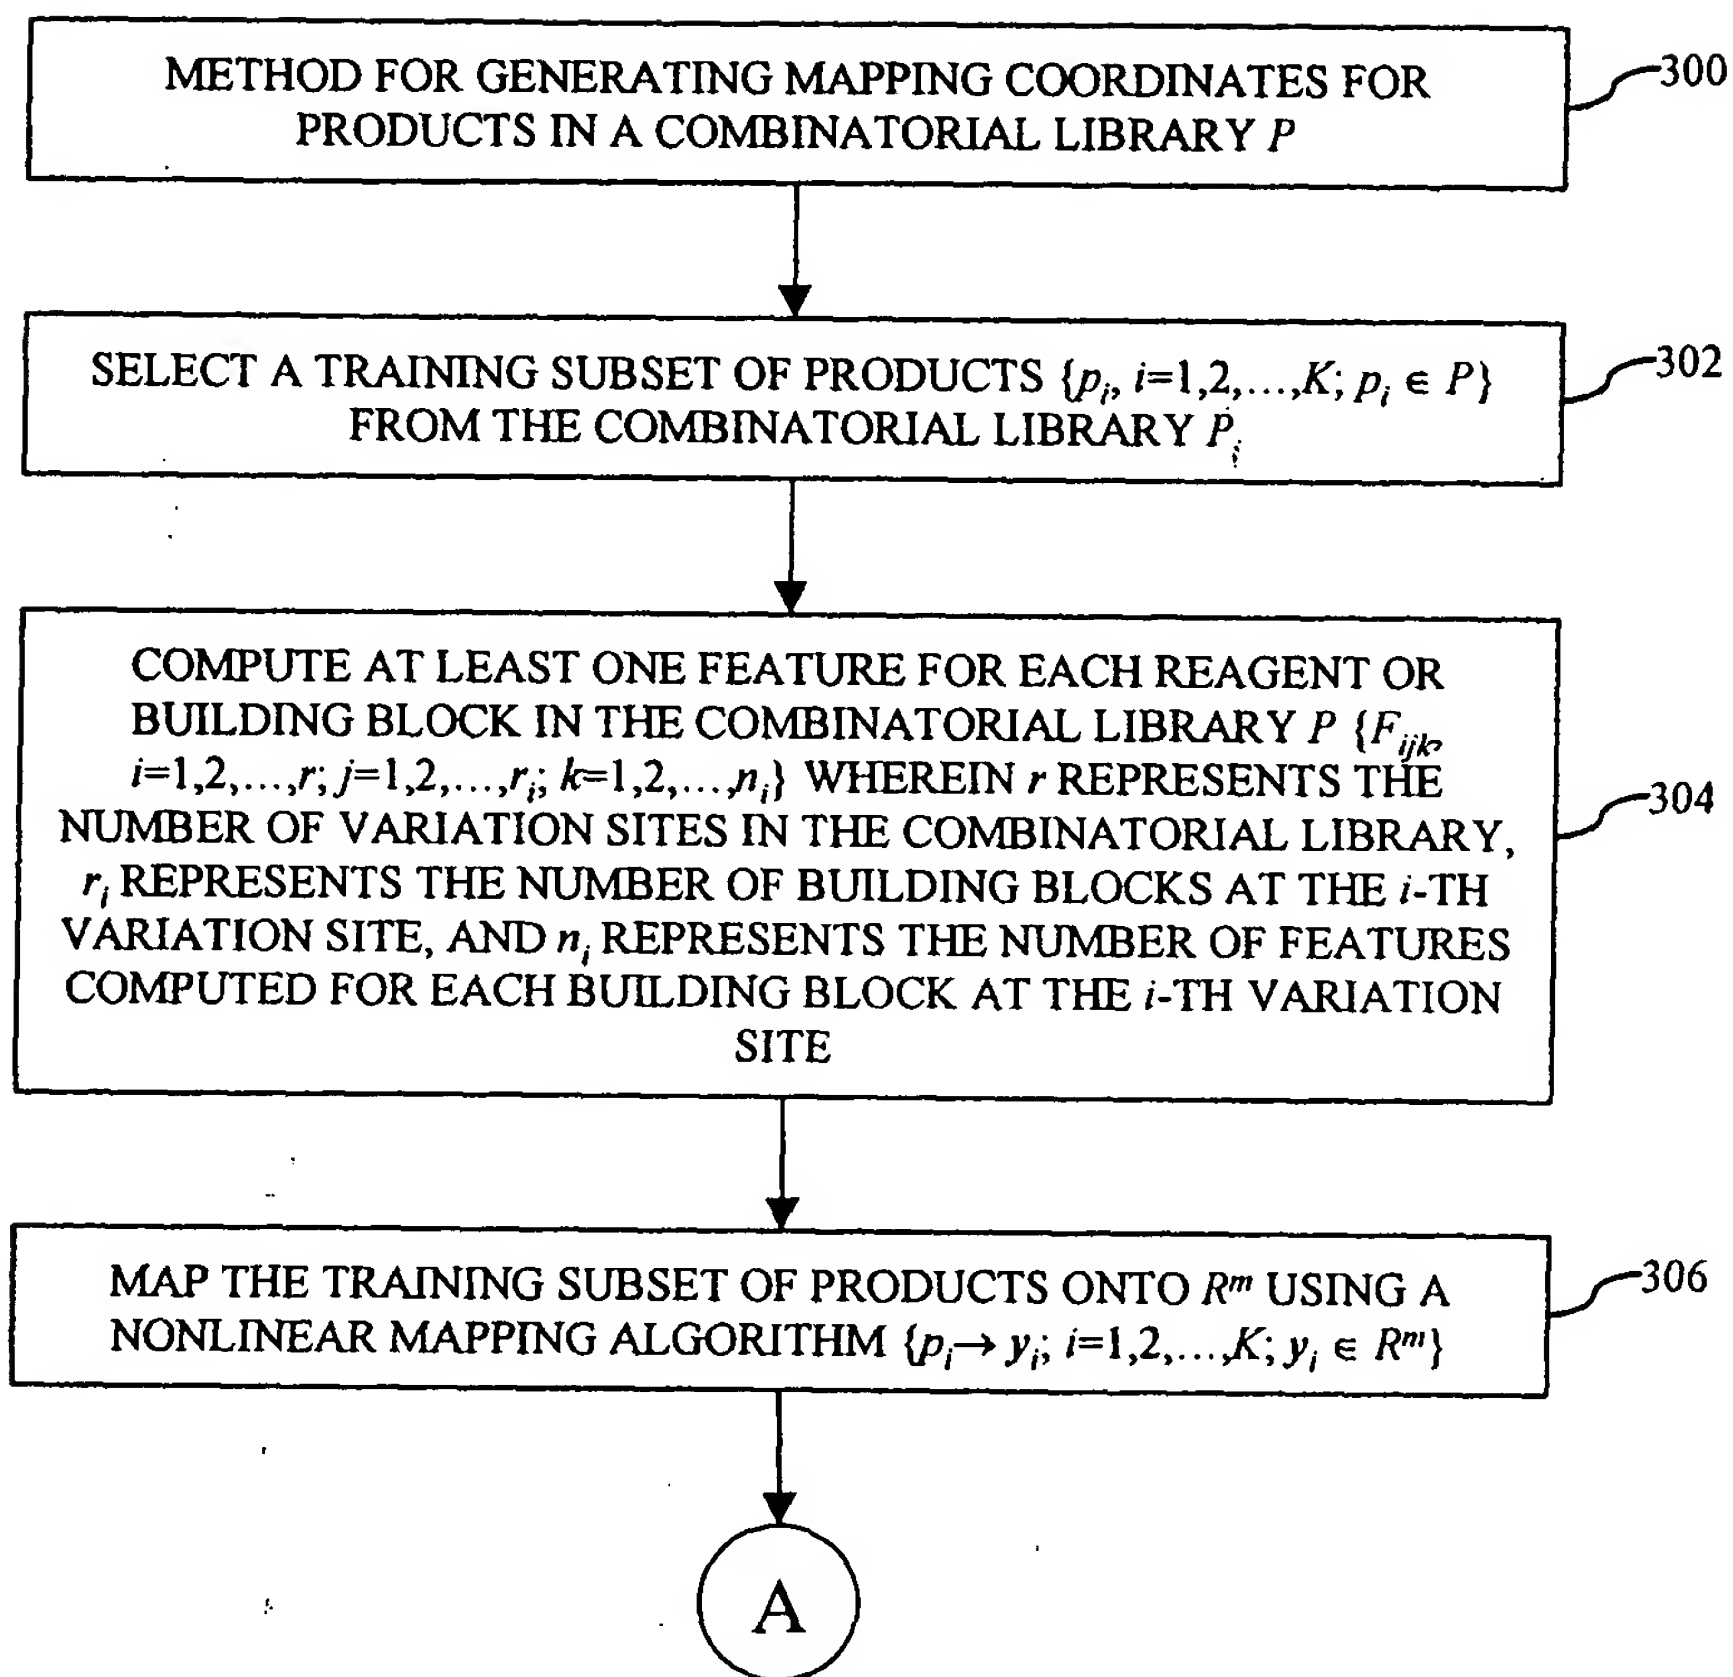 METHOD FOR GENERATING MAPPING COORDINATES FOR
PRODUCTS IN A COMBINATORIAL LIBRARY P
300
SELECT A TRAINING SUBSET OF PRODUCTS {pᵢ, i=1,2,...,K; pᵢ ∈ P}
FROM THE COMBINATORIAL LIBRARY Pᵢ
302
COMPUTE AT LEAST ONE FEATURE FOR EACH REAGENT OR
BUILDING BLOCK IN THE COMBINATORIAL LIBRARY P {Fᵢⱼₖ,
i=1,2,...,r; j=1,2,...,rᵢ; k=1,2,...,nᵢ} WHEREIN r REPRESENTS THE
NUMBER OF VARIATION SITES IN THE COMBINATORIAL LIBRARY,
rᵢ REPRESENTS THE NUMBER OF BUILDING BLOCKS AT THE i-TH
VARIATION SITE, AND nᵢ REPRESENTS THE NUMBER OF FEATURES
COMPUTED FOR EACH BUILDING BLOCK AT THE i-TH VARIATION
SITE
304
MAP THE TRAINING SUBSET OF PRODUCTS ONTO Rᵐ USING A
NONLINEAR MAPPING ALGORITHM {pᵢ→ yᵢ; i=1,2,...,K; yᵢ ∈ Rᵐ}
306
A